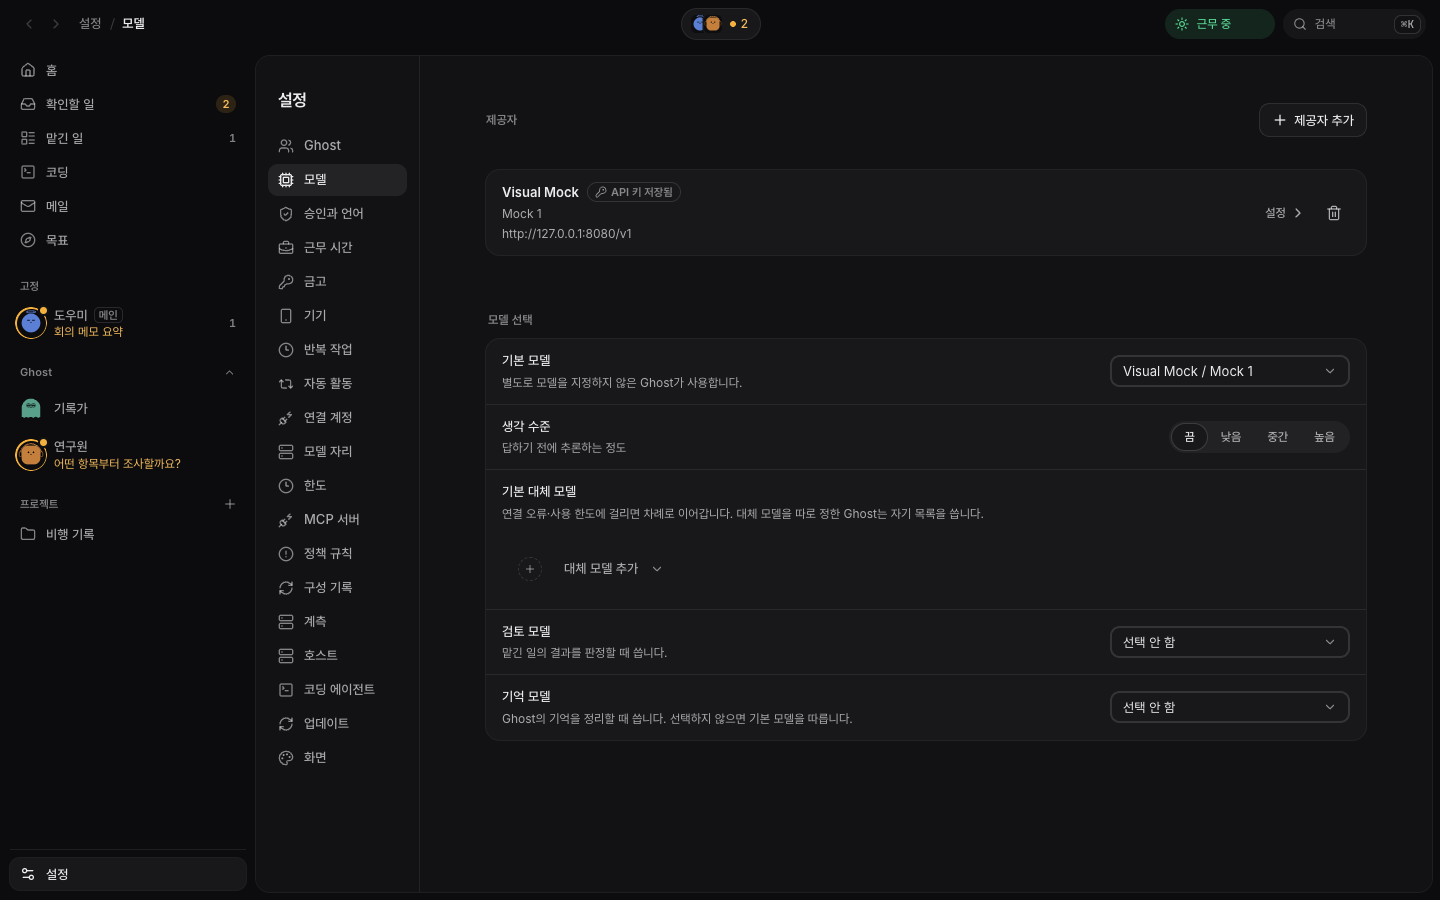 설정 / 모델
2
근무 중
검색
⌘K
홈
확인할 일
2
맡긴 일
1
코딩
메일
목표
고정
도우미 메인
회의 메모 요약
1
Ghost
기록가
연구원
어떤 항목부터 조사할까요?
프로젝트
비행 기록
설정
설정
Ghost
모델
승인과 언어
근무 시간
금고
기기
반복 작업
자동 활동
연결 계정
모델 자리
한도
MCP 서버
정책 규칙
구성 기록
계측
호스트
코딩 에이전트
업데이트
화면
제공자
제공자 추가
Visual Mock API 키 저장됨
Mock 1
http://127.0.0.1:8080/v1
설정
모델 선택
기본 모델
별도로 모델을 지정하지 않은 Ghost가 사용합니다.
Visual Mock / Mock 1
생각 수준
답하기 전에 추론하는 정도
끔 낮음 중간 높음
기본 대체 모델
연결 오류·사용 한도에 걸리면 차례로 이어갑니다. 대체 모델을 따로 정한 Ghost는 자기 목록을 씁니다.
대체 모델 추가
검토 모델
맡긴 일의 결과를 판정할 때 씁니다.
선택 안 함
기억 모델
Ghost의 기억을 정리할 때 씁니다. 선택하지 않으면 기본 모델을 따릅니다.
선택 안 함